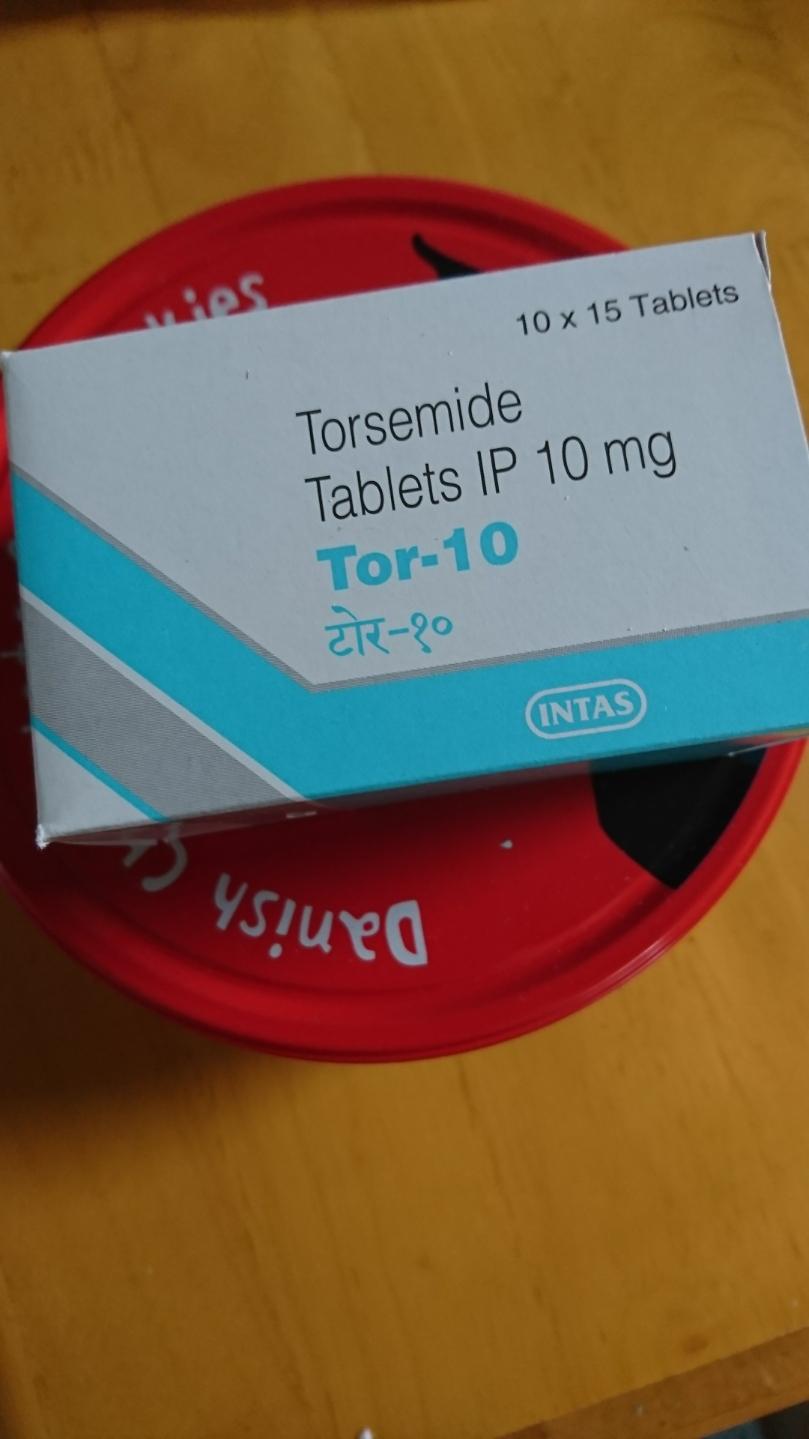 10 x 15 Tablets
Torsemide
Tablets IP 10 mg
Tor-10
टोर-१०
INTAS
Danish